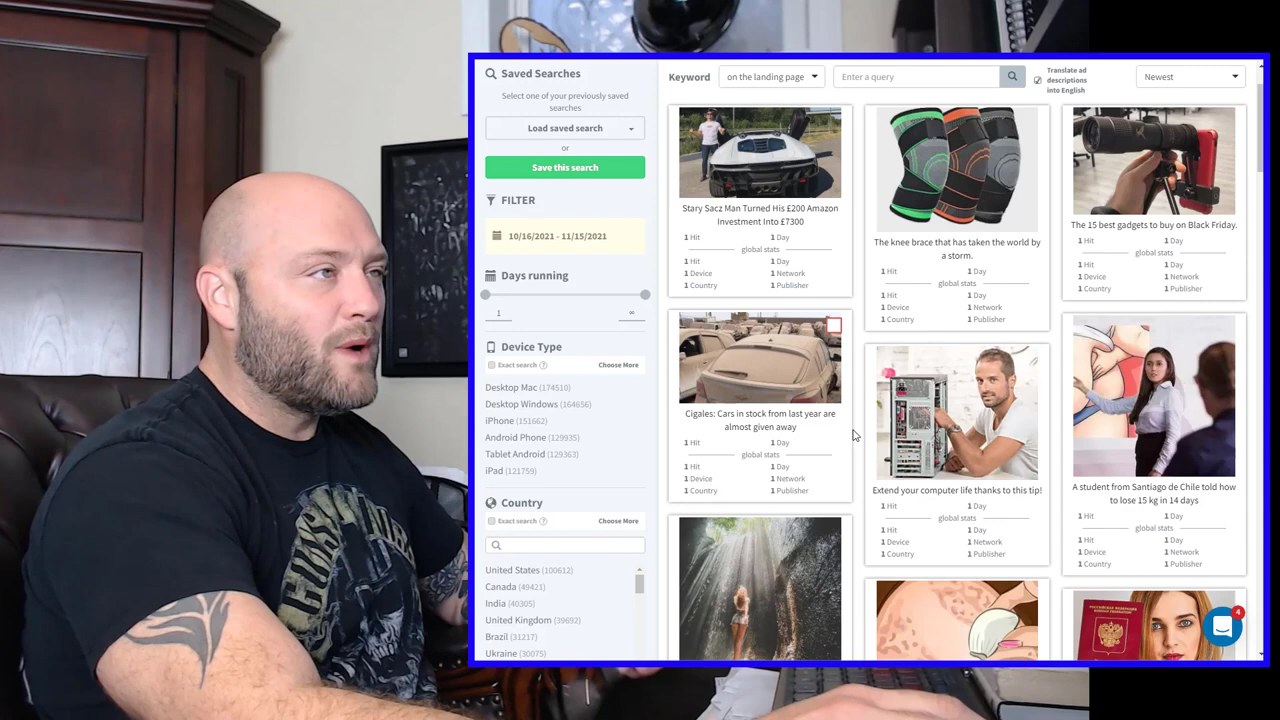 Saved Searches
Select one of your previously saved
searches
Load saved search
or
Save this search
FILTER
10/16/2021 - 11/15/2021
Days running
1
∞
Device Type
Exact search ?
Choose More
Desktop Mac (174510)
Desktop Windows (164656)
iPhone (151662)
Android Phone (129935)
Tablet Android (129363)
iPad (121759)
Country
Exact search ?
Choose More
United States (100612)
Canada (49421)
India (40305)
United Kingdom (39692)
Brazil (31217)
Ukraine (30075)
Keyword
on the landing page
Enter a query
Translate ad
descriptions
into English
Newest
Stary Sacz Man Turned His £200 Amazon
Investment Into £7300
1 Hit 1 Day
global stats
1 Hit 1 Day
1 Device 1 Network
1 Country 1 Publisher
Cigales: Cars in stock from last year are
almost given away
1 Hit 1 Day
global stats
1 Hit 1 Day
1 Device 1 Network
1 Country 1 Publisher
The knee brace that has taken the world by
a storm.
1 Hit 1 Day
global stats
1 Hit 1 Day
1 Device 1 Network
1 Country 1 Publisher
Extend your computer life thanks to this tip!
1 Hit 1 Day
global stats
1 Hit 1 Day
1 Device 1 Network
1 Country 1 Publisher
The 15 best gadgets to buy on Black Friday.
1 Hit 1 Day
global stats
1 Hit 1 Day
1 Device 1 Network
1 Country 1 Publisher
A student from Santiago de Chile told how
to lose 15 kg in 14 days
1 Hit 1 Day
global stats
1 Hit 1 Day
1 Device 1 Network
1 Country 1 Publisher
4